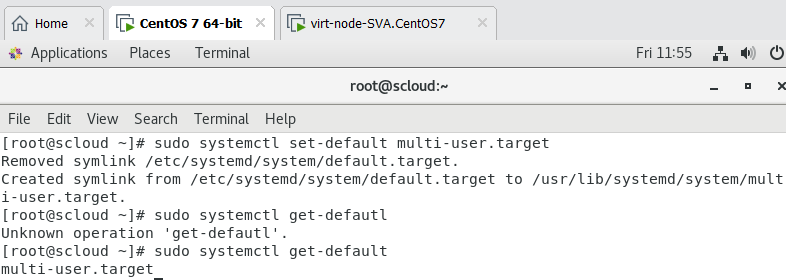 Home CentOS 7 64-bit virt-node-SVA.CentOS7
Applications Places Terminal Fri 11:55
root@scloud:~
File Edit View Search Terminal Help
[root@scloud ~]# sudo systemctl set-default multi-user.target
Removed symlink /etc/systemd/system/default.target.
Created symlink from /etc/systemd/system/default.target to /usr/lib/systemd/system/mult
i-user.target.
[root@scloud ~]# sudo systemctl get-defautl
Unknown operation 'get-defautl'.
[root@scloud ~]# sudo systemctl get-default
multi-user.target